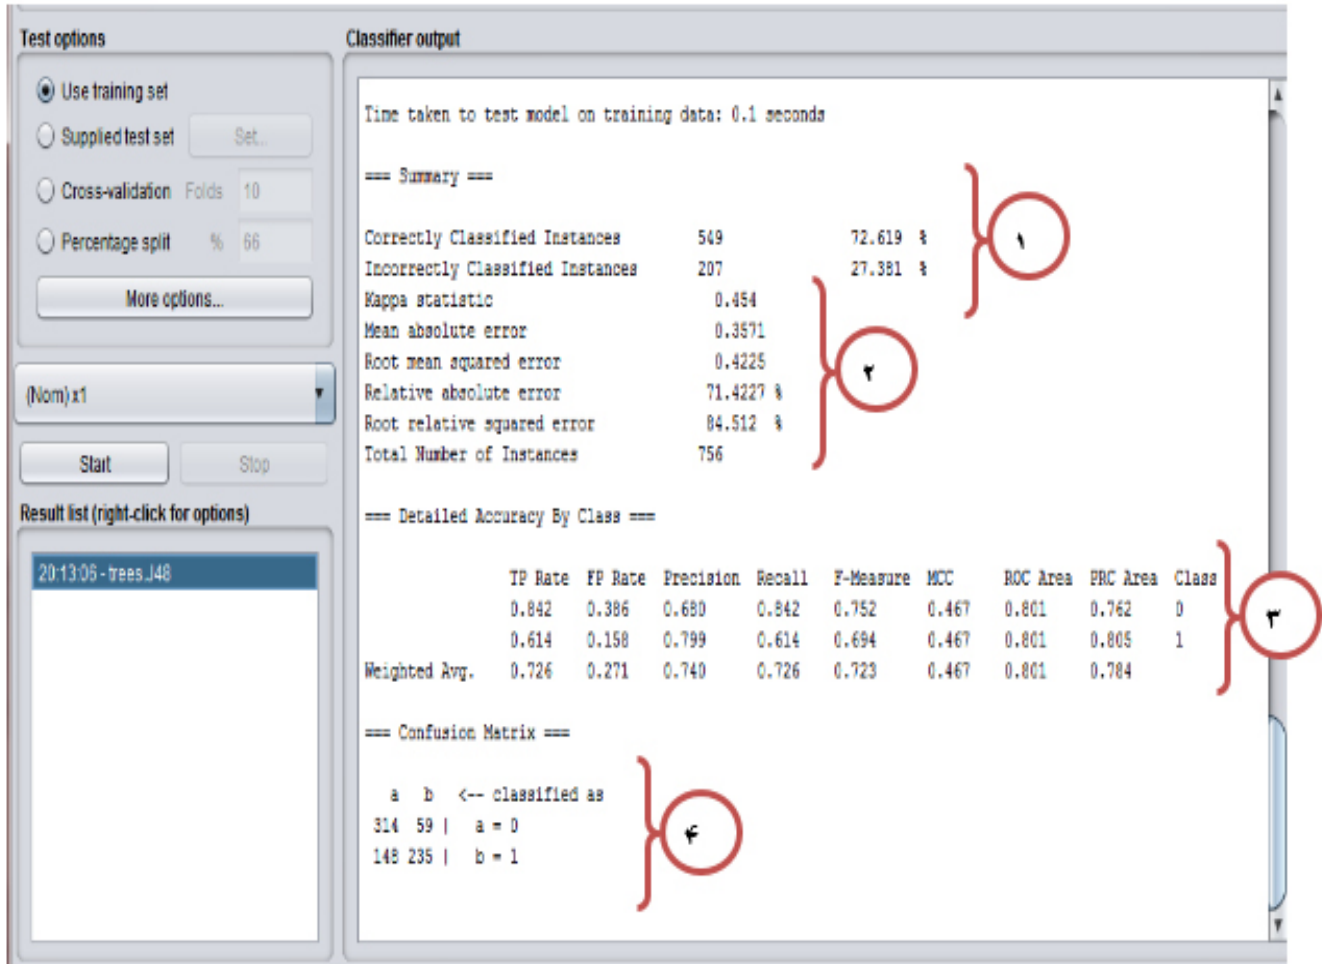 Test options
Use training set
Supplied test set Set...
Cross-validation Folds 10
Percentage split % 66
More options...
(Nom) x1
Start Stop
Result list (right-click for options)
20:13:06 - trees.J48
Classifier output
Time taken to test model on training data: 0.1 seconds
=== Summary ===
Correctly Classified Instances 549 72.619 %
Incorrectly Classified Instances 207 27.381 %
۱
Kappa statistic 0.454
Mean absolute error 0.3571
Root mean squared error 0.4225
Relative absolute error 71.4227 %
Root relative squared error 84.512 %
Total Number of Instances 756
۲
=== Detailed Accuracy By Class ===
TP Rate FP Rate Precision Recall F-Measure MCC ROC Area PRC Area Class
0.842 0.386 0.680 0.842 0.752 0.467 0.801 0.762 0
0.614 0.158 0.799 0.614 0.694 0.467 0.801 0.805 1
Weighted Avg. 0.726 0.271 0.740 0.726 0.723 0.467 0.801 0.784
۳
=== Confusion Matrix ===
a b <-- classified as
314 59 | a = 0
148 235 | b = 1
۴